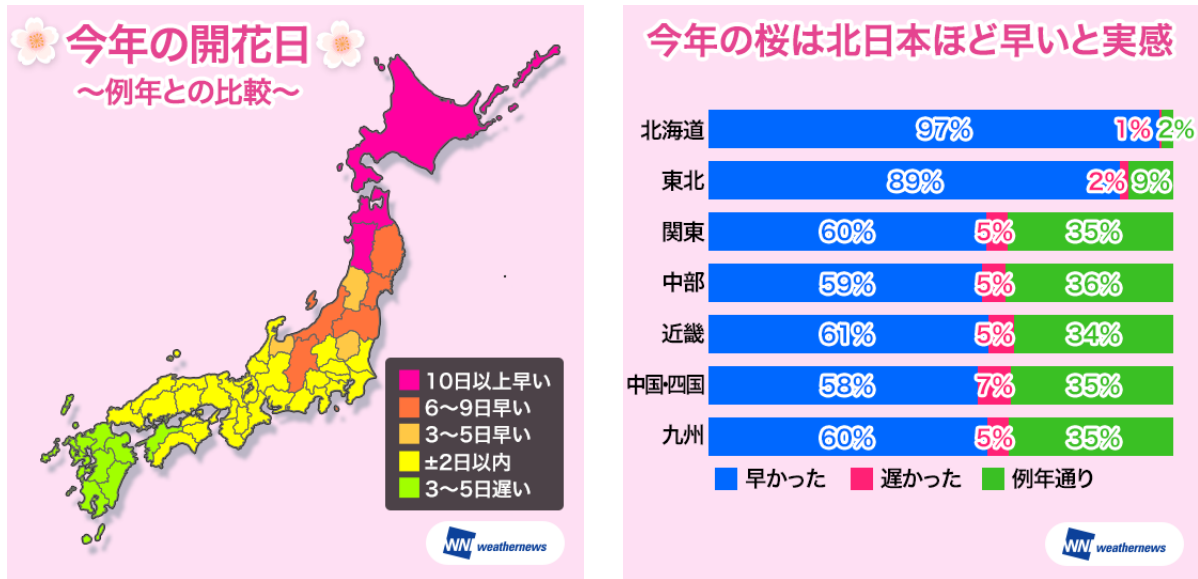 今年の開花日
～例年との比較～
10日以上早い
6～9日早い
3～5日早い
±2日以内
3～5日遅い
WNI weathernews
今年の桜は北日本ほど早いと実感
北海道 97% 1% 2%
東北 89% 2% 9%
関東 60% 5% 35%
中部 59% 5% 36%
近畿 61% 5% 34%
中国・四国 58% 7% 35%
九州 60% 5% 35%
早かった 遅かった 例年通り
WNI weathernews